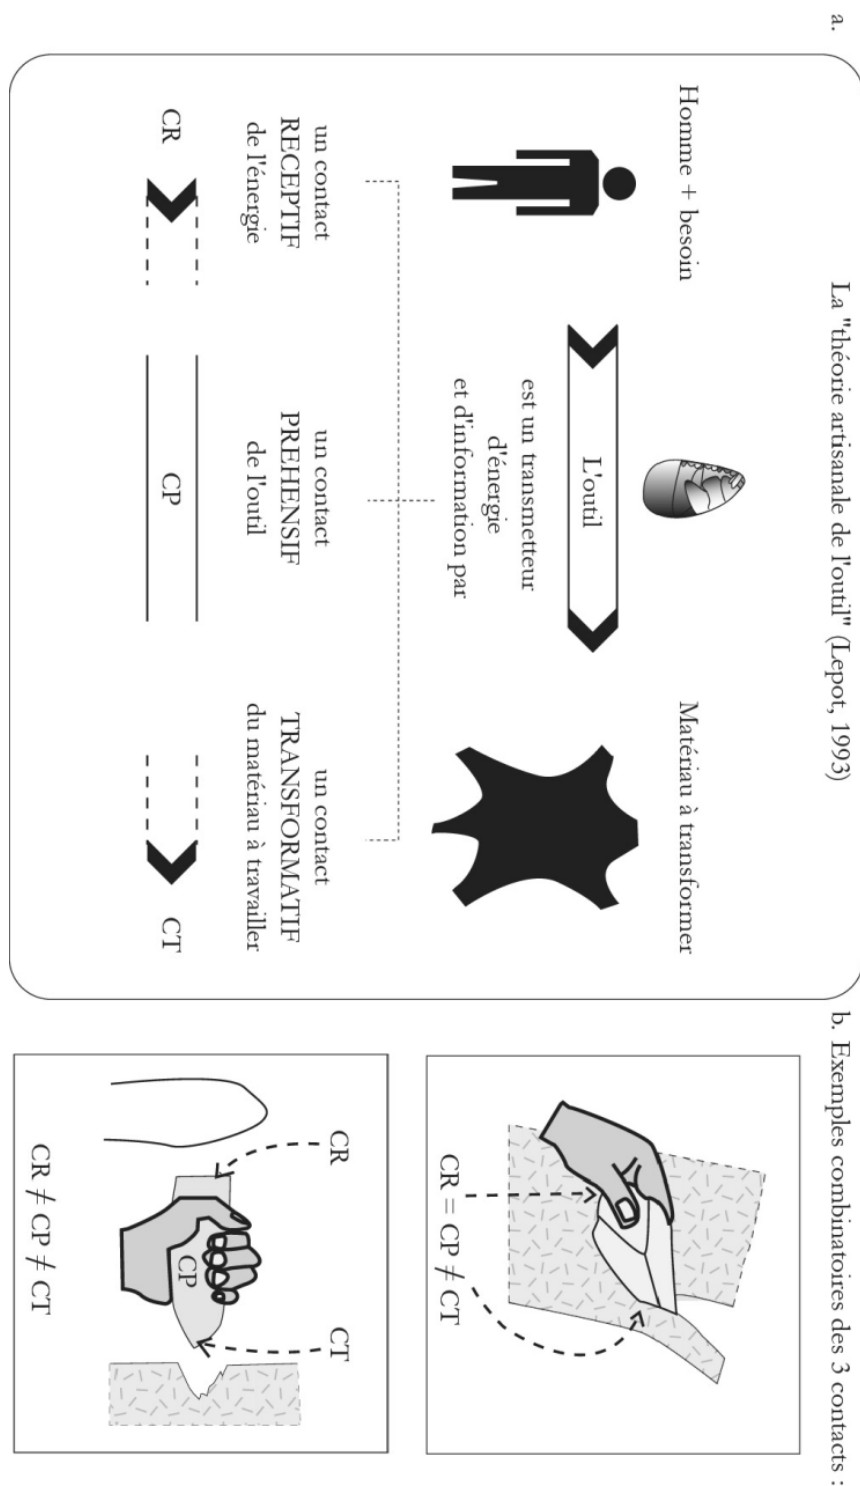 a.
La "théorie artisanale de l'outil" (Lepot, 1993)
Homme + besoin
Matériau à transformer
L'outil
est un transmetteur
d'énergie
et d'information par
un contact
RECEPTIF
de l'énergie
un contact
PREHENSIF
de l'outil
un contact
TRANSFORMATIF
du matériau à travailler
CR
CP
CT
b. Exemples combinatoires des 3 contacts :
CR = CP ≠ CT
CR
CT
CP
CR ≠ CP ≠ CT